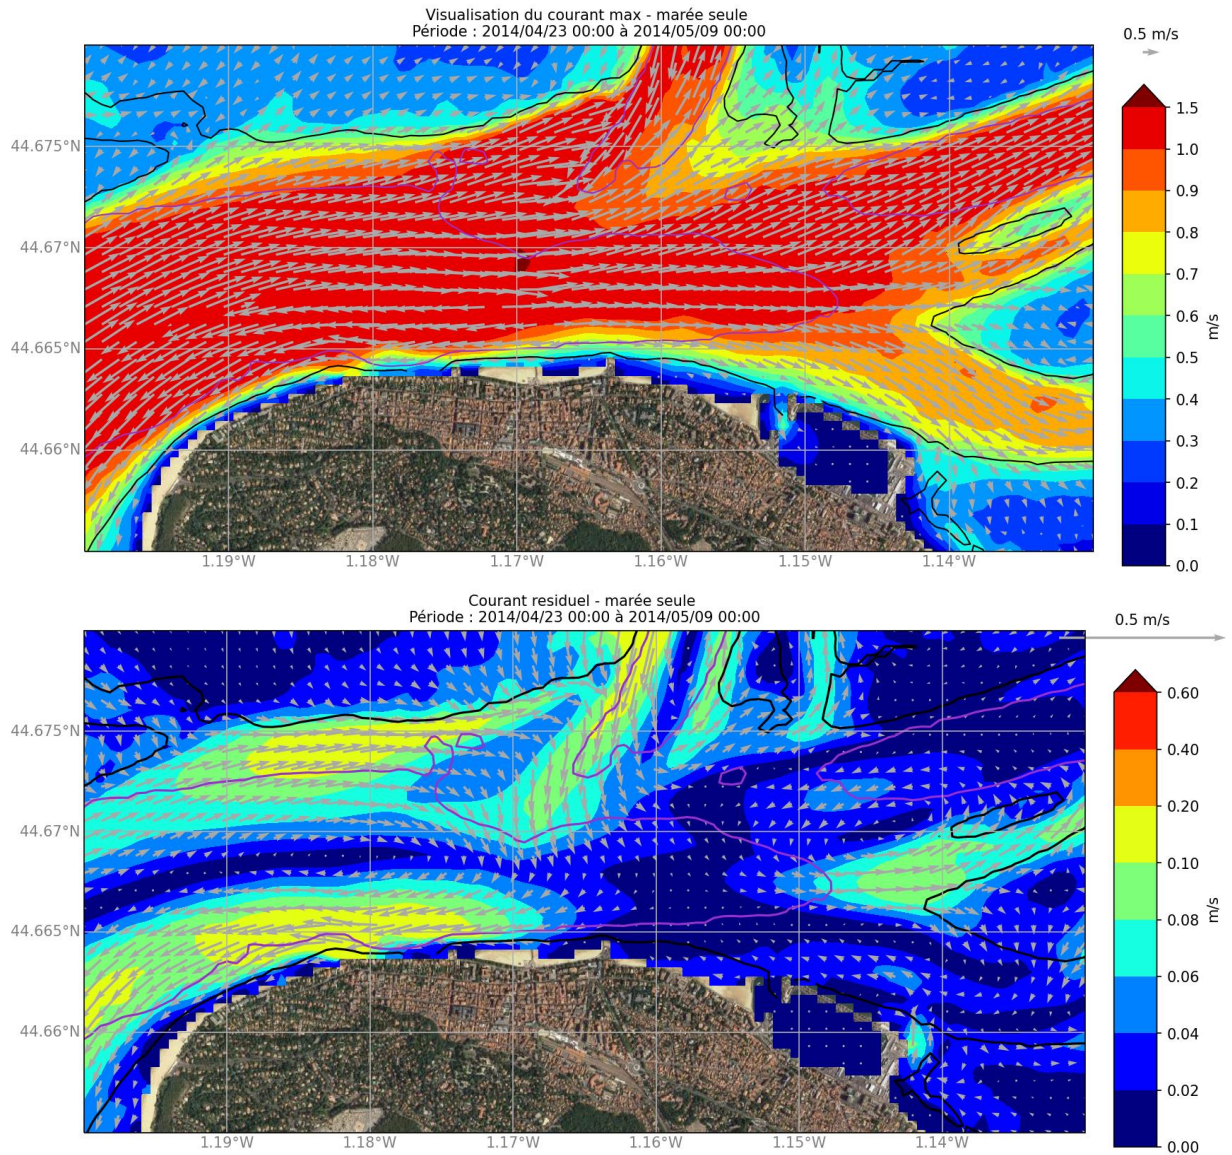 Visualisation du courant max - marée seule
Période : 2014/04/23 00:00 à 2014/05/09 00:00
0.5 m/s
44.675°N
44.67°N
44.665°N
44.66°N
1.19°W
1.18°W
1.17°W
1.16°W
1.15°W
1.14°W
1.5
1.0
0.9
0.8
0.7
0.6
0.5
0.4
0.3
0.2
0.1
0.0
m/s
Courant residuel - marée seule
Période : 2014/04/23 00:00 à 2014/05/09 00:00
0.5 m/s
44.675°N
44.67°N
44.665°N
44.66°N
1.19°W
1.18°W
1.17°W
1.16°W
1.15°W
1.14°W
0.60
0.40
0.20
0.10
0.08
0.06
0.04
0.02
0.00
m/s